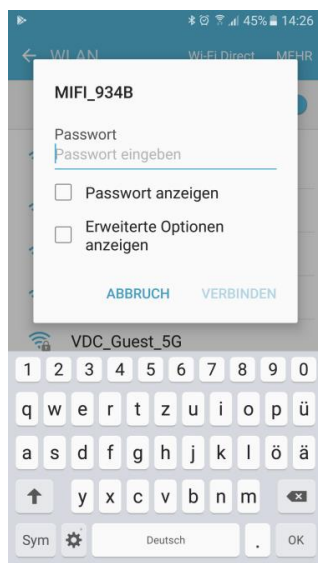 45% 14:26
WLAN Wi-Fi Direct MEHR
MIFI_934B
Passwort
Passwort eingeben
Passwort anzeigen
Erweiterte Optionen
anzeigen
ABBRUCH VERBINDEN
VDC_Guest_5G
1 2 3 4 5 6 7 8 9 0
q w e r t z u i o p ü
a s d f g h j k l ö ä
y x c v b n m
Sym Deutsch . OK